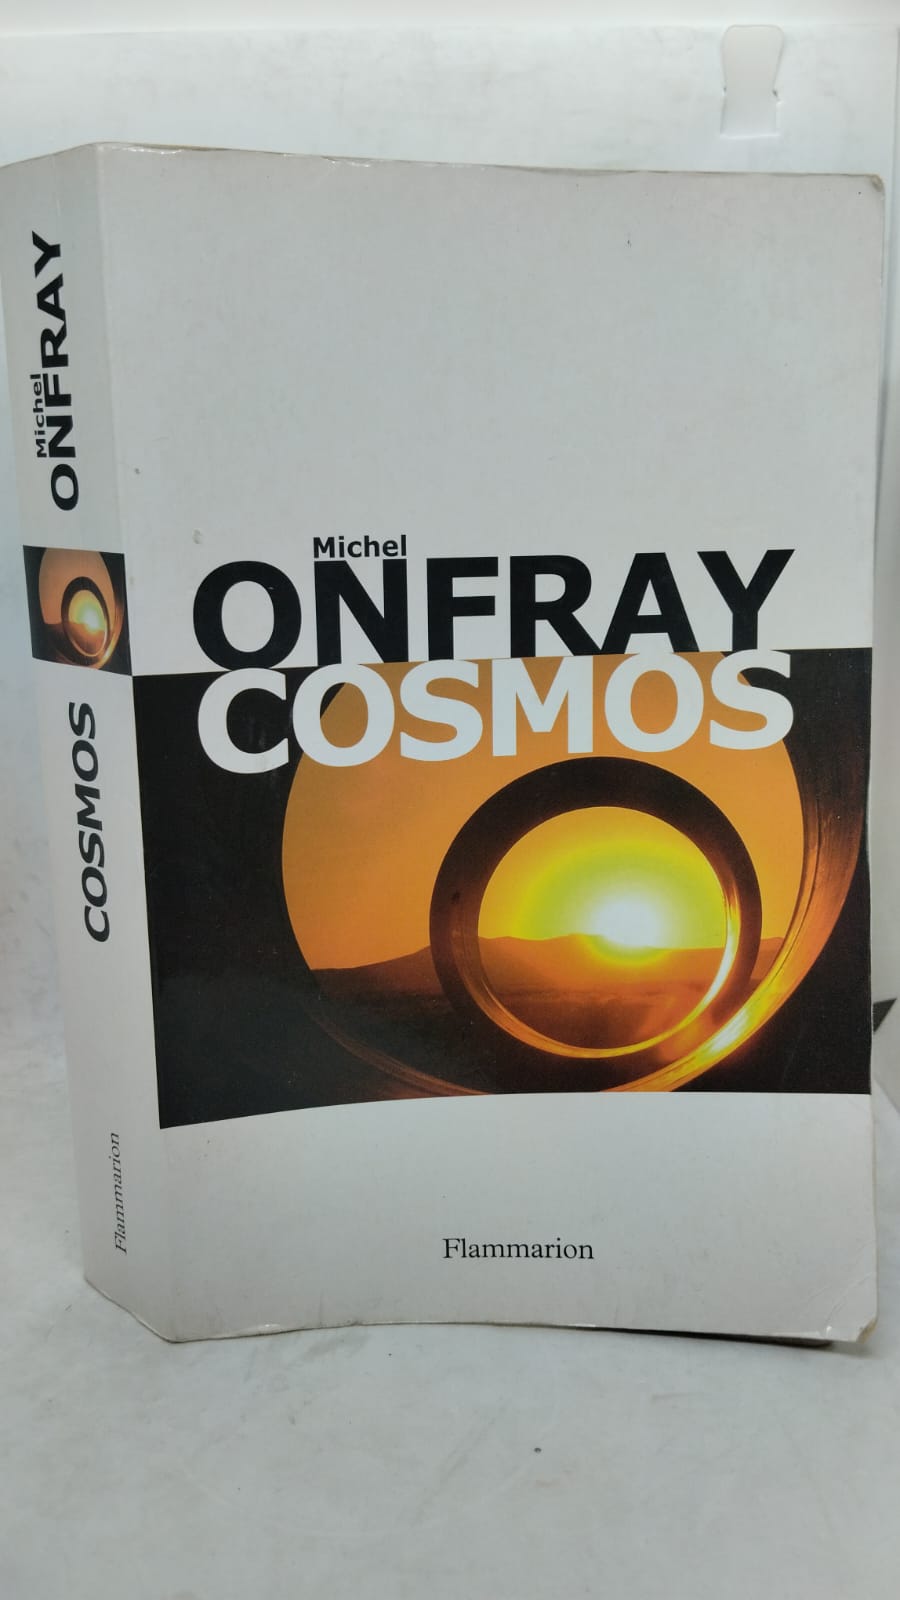 Michel
ONFRAY
COSMOS
Flammarion
Michel
ONFRAY
COSMOS
Flammarion